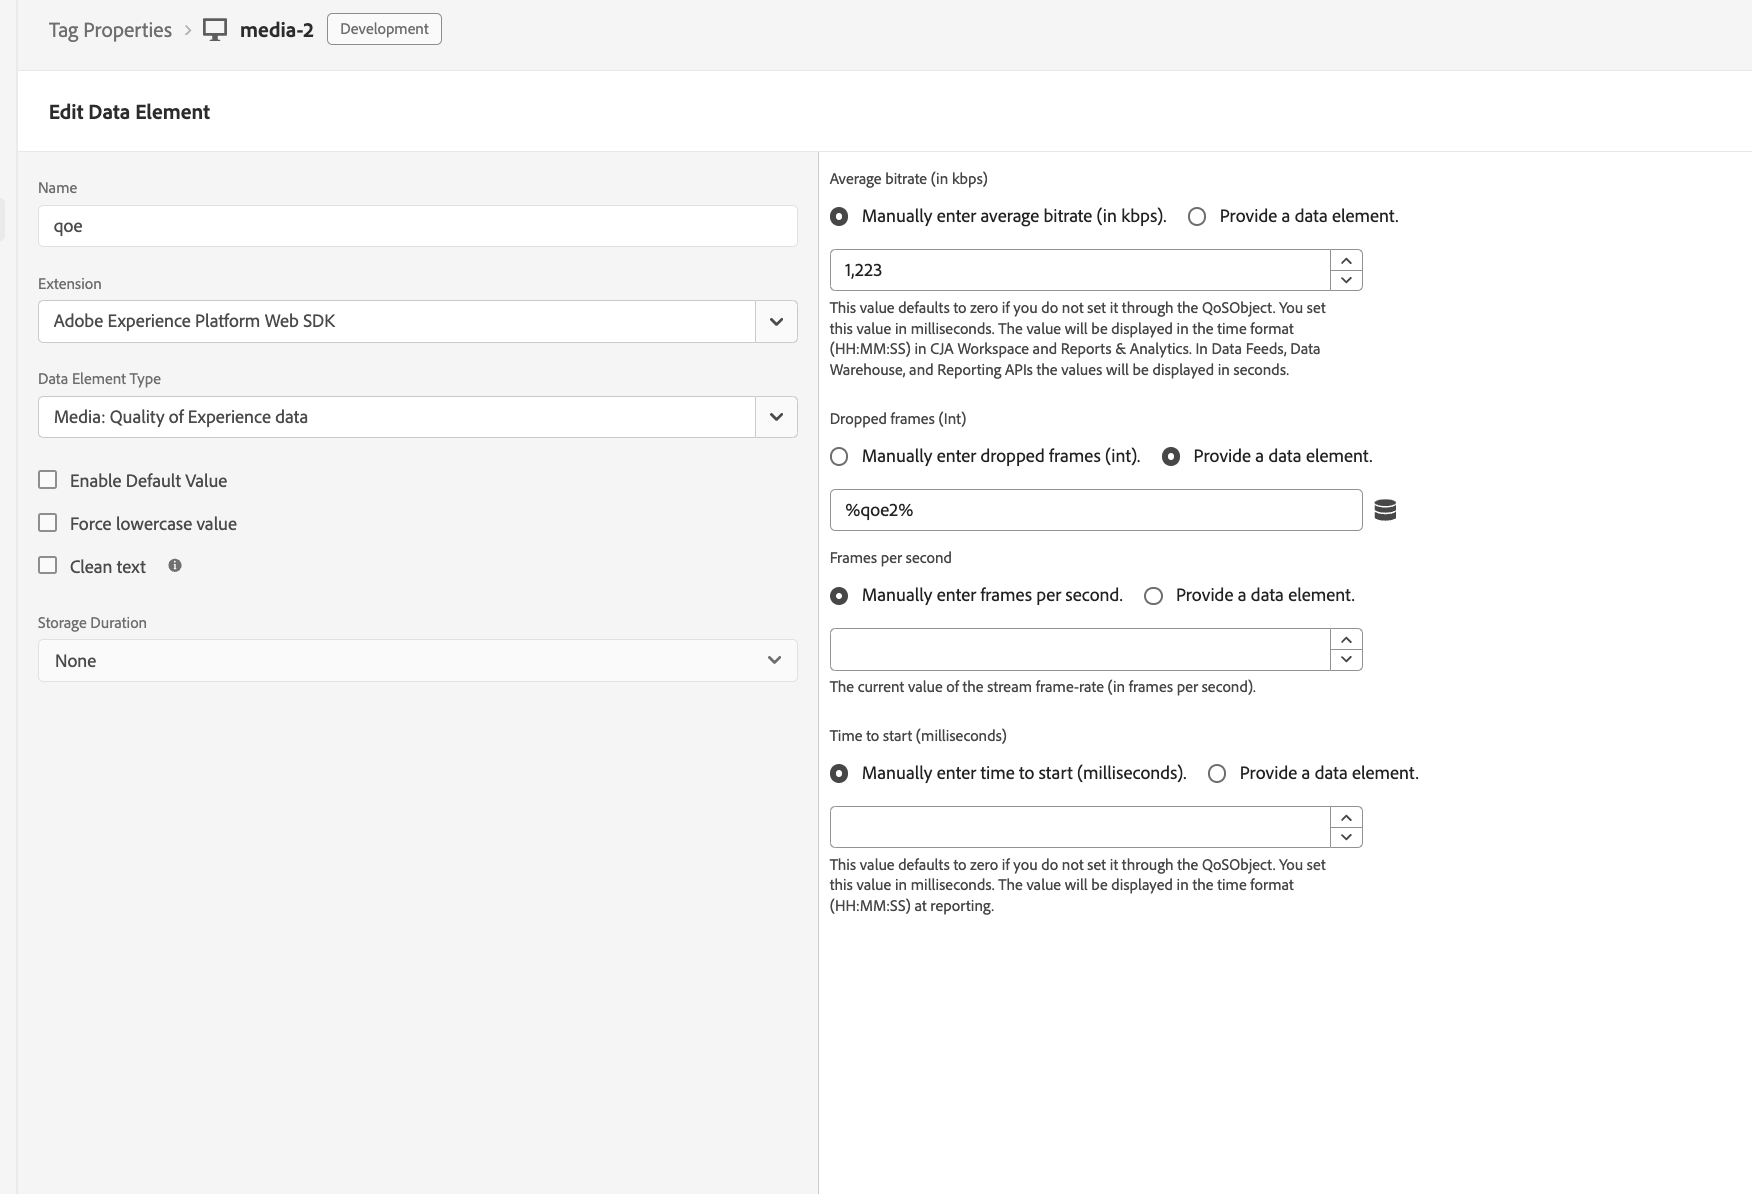 Tag Properties > media-2 Development
Edit Data Element
Name
qoe
Extension
Adobe Experience Platform Web SDK
Data Element Type
Media: Quality of Experience data
Enable Default Value
Force lowercase value
Clean text
Storage Duration
None
Average bitrate (in kbps)
Manually enter average bitrate (in kbps). Provide a data element.
1,223
This value defaults to zero if you do not set it through the QoSObject. You set
this value in milliseconds. The value will be displayed in the time format
(HH:MM:SS) in CJA Workspace and Reports & Analytics. In Data Feeds, Data
Warehouse, and Reporting APIs the values will be displayed in seconds.
Dropped frames (Int)
Manually enter dropped frames (int). Provide a data element.
%qoe2%
Frames per second
Manually enter frames per second. Provide a data element.
The current value of the stream frame-rate (in frames per second).
Time to start (milliseconds)
Manually enter time to start (milliseconds). Provide a data element.
This value defaults to zero if you do not set it through the QoSObject. You set
this value in milliseconds. The value will be displayed in the time format
(HH:MM:SS) at reporting.